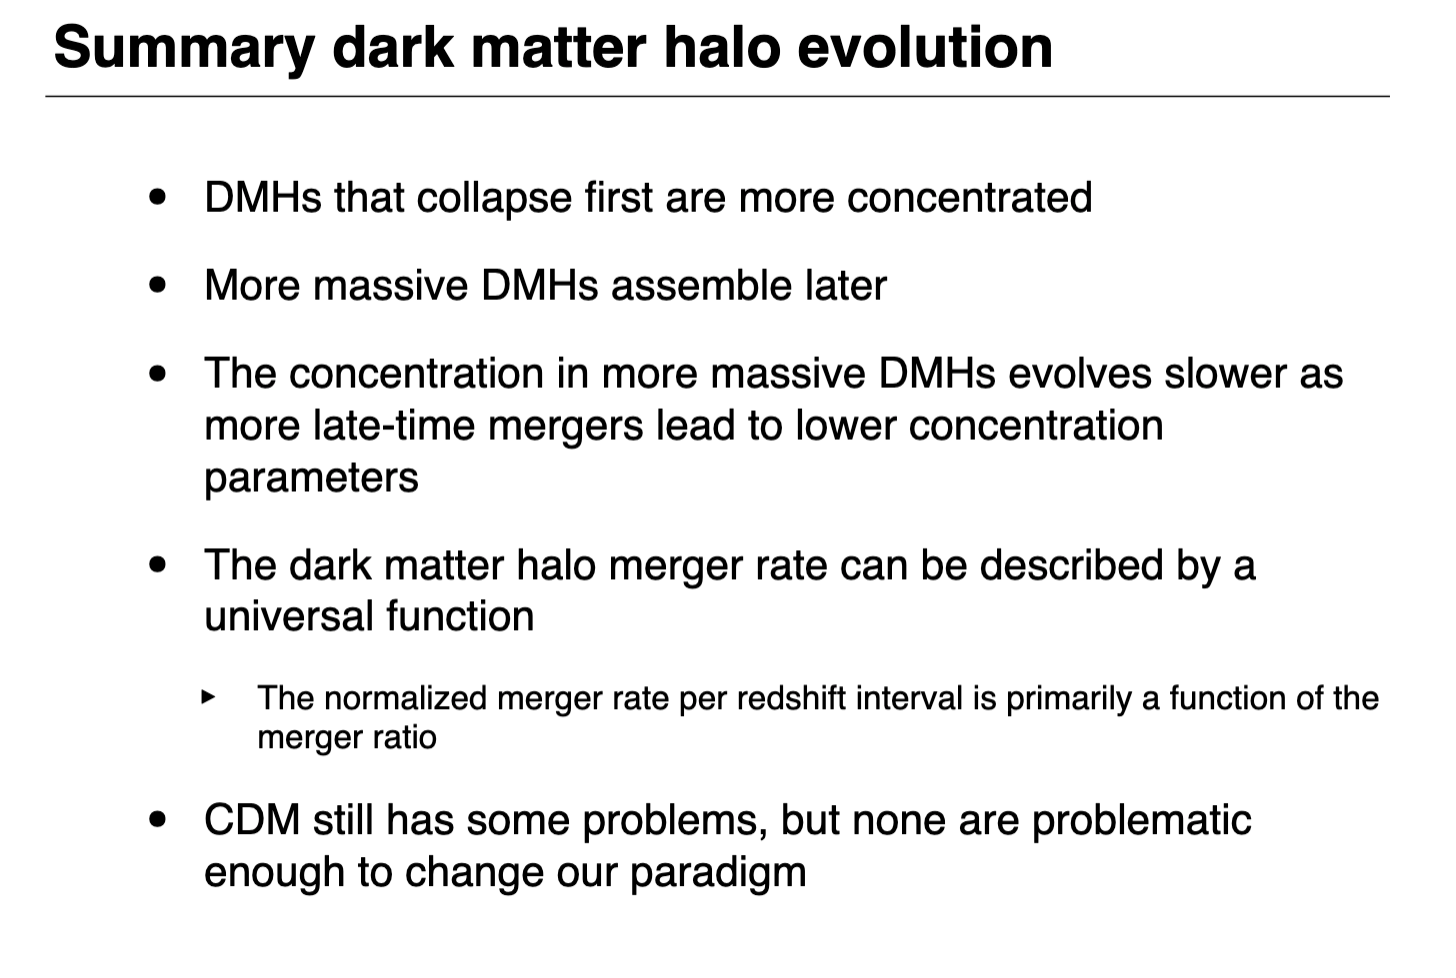 Summary dark matter halo evolution
• DMHs that collapse first are more concentrated
• More massive DMHs assemble later
• The concentration in more massive DMHs evolves slower as
more late-time mergers lead to lower concentration
parameters
• The dark matter halo merger rate can be described by a
universal function
▸ The normalized merger rate per redshift interval is primarily a function of the
merger ratio
• CDM still has some problems, but none are problematic
enough to change our paradigm